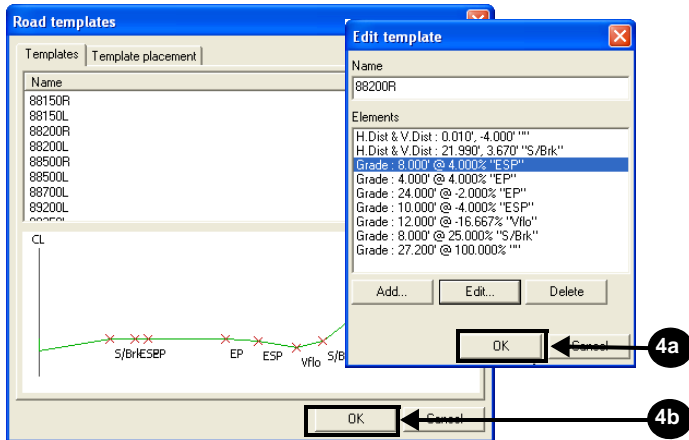 Road templates
Templates
Template placement
Name
88150R
88150L
88200R
88200L
88500R
88500L
88700L
89200L
CL
S/Brk
ESP
EP
EP
ESP
Vflo
S/B
OK
Cancel
4b
Edit template
Name
88200R
Elements
H.Dist & V.Dist : 0.010', -4.000' ""
H.Dist & V.Dist : 21.990', 3.670' "S/Brk"
Grade : 8.000' @ 4.000% "ESP"
Grade : 4.000' @ 4.000% "EP"
Grade : 24.000' @ -2.000% "EP"
Grade : 10.000' @ -4.000% "ESP"
Grade : 12.000' @ -16.667% "Vflo"
Grade : 8.000' @ 25.000% "S/Brk"
Grade : 27.200' @ 100.000% ""
Add...
Edit...
Delete
OK
Cancel
4a